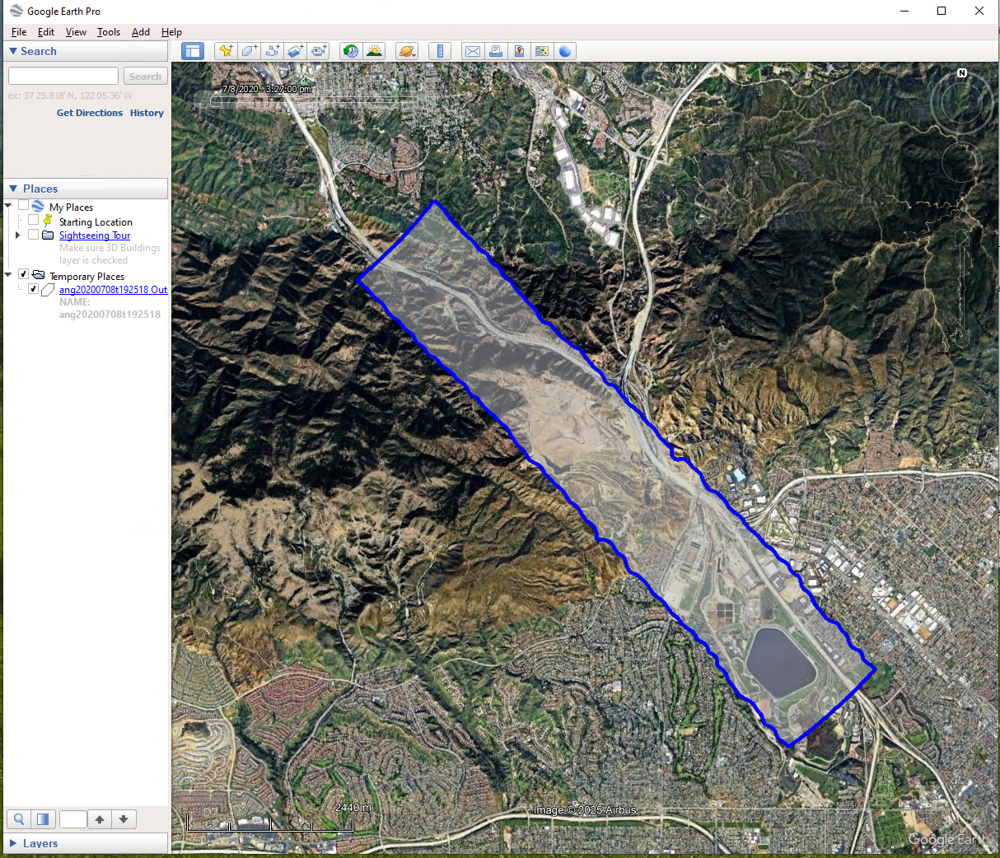 Google Earth Pro
File Edit View Tools Add Help
Search
Search
ex: 37 25.818' N, 122 05.36' W
Get Directions History
Places
My Places
Starting Location
Sightseeing Tour
Make sure 3D Buildings
layer is checked
Temporary Places
ang20200708t192518 Out
NAME:
ang20200708t192518
Layers
7/8/2020 3:27:00 pm
N
2440 m
Image © 2025 Airbus
Google Earth